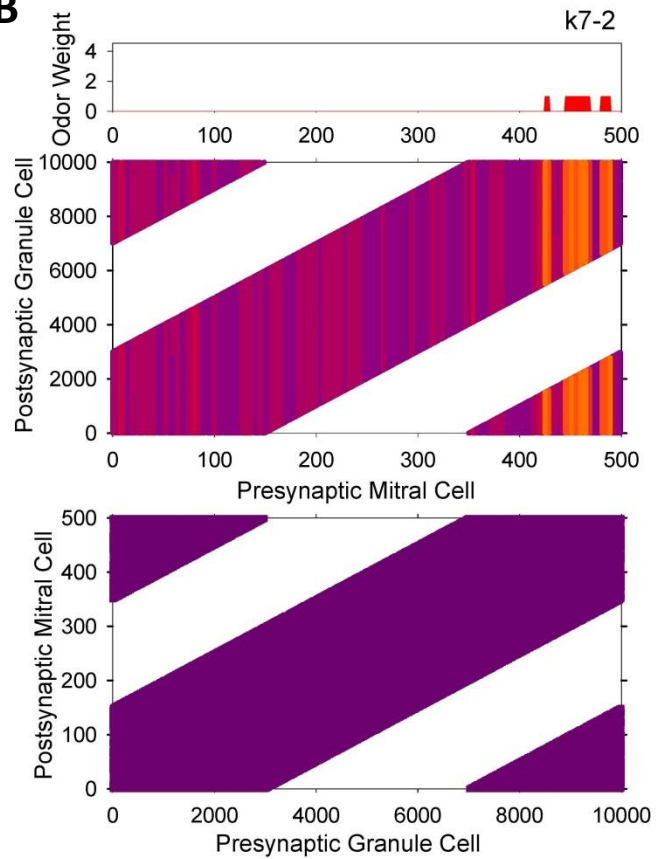 B
k7-2
Odor Weight
4
2
0
0 100 200 300 400 500
Postsynaptic Granule Cell
10000
8000
6000
4000
2000
0
0 100 200 300 400 500
Presynaptic Mitral Cell
Postsynaptic Mitral Cell
500
400
300
200
100
0
0 2000 4000 6000 8000 10000
Presynaptic Granule Cell